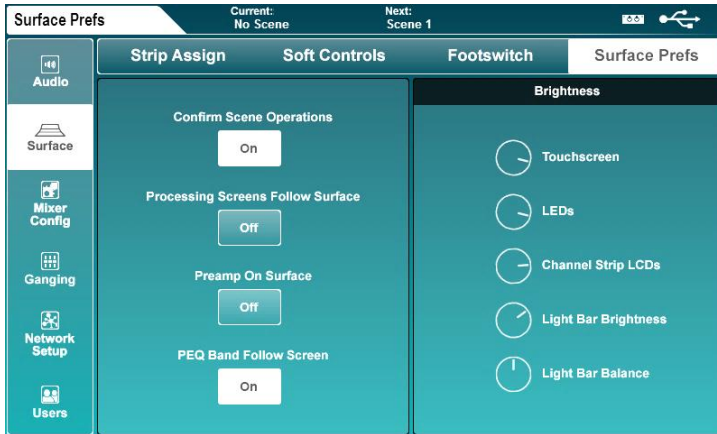 Surface Prefs
Current:
No Scene
Next:
Scene 1
Audio
Surface
Mixer
Config
Ganging
Network
Setup
Users
Strip Assign
Soft Controls
Footswitch
Surface Prefs
Confirm Scene Operations
On
Processing Screens Follow Surface
Off
Preamp On Surface
Off
PEQ Band Follow Screen
On
Brightness
Touchscreen
LEDs
Channel Strip LCDs
Light Bar Brightness
Light Bar Balance